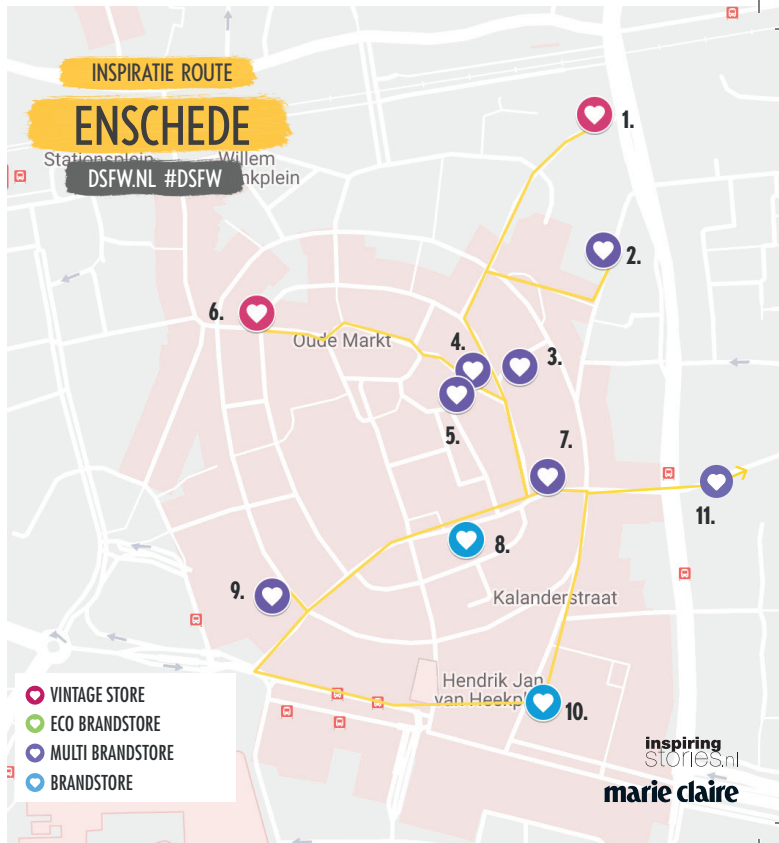 INSPIRATIE ROUTE
ENSCHEDE
Stationsplein
Willem
nkplein
DSFW.NL #DSFW
1.
2.
6.
Oude Markt
4.
3.
5.
7.
11.
8.
9.
Kalanderstraat
Hendrik Jan
van Heekpl
10.
VINTAGE STORE
ECO BRANDSTORE
MULTI BRANDSTORE
BRANDSTORE
inspiring
stories.nl
marie claire